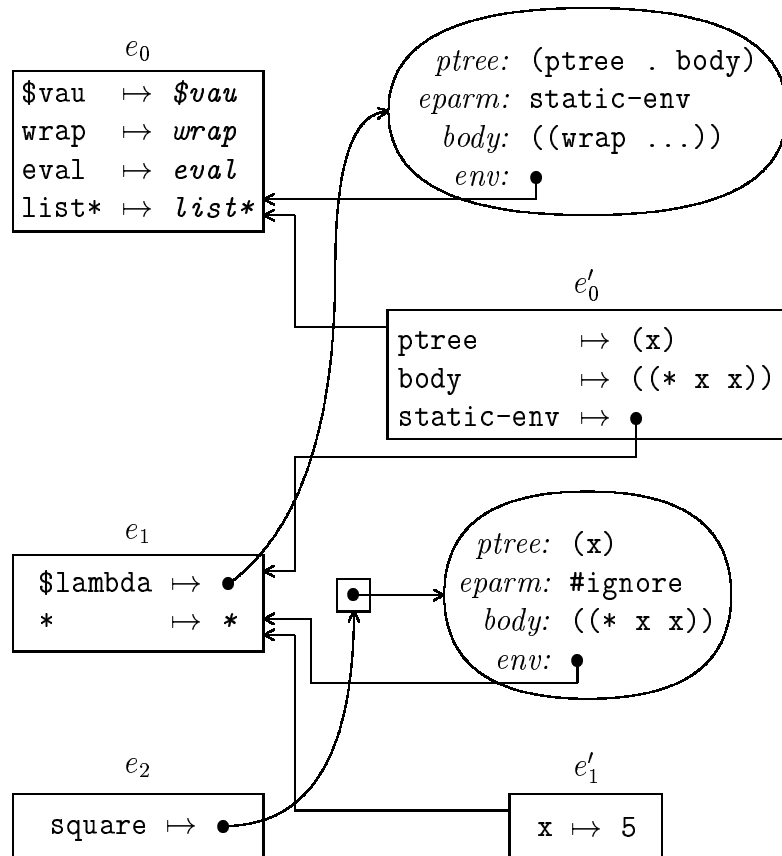 e₀
$vau ↦ $vau
wrap ↦ wrap
eval ↦ eval
list* ↦ list*
ptree: (ptree . body)
eparm: static-env
body: ((wrap ...))
env:
e′₀
ptree ↦ (x)
body ↦ ((* x x))
static-env ↦
e₁
$lambda ↦
* ↦ *
ptree: (x)
eparm: #ignore
body: ((* x x))
env:
e₂
square ↦
e′₁
x ↦ 5